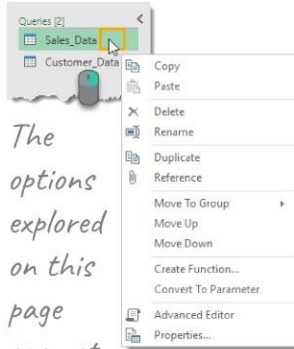 Queries [2]
Sales_Data
Customer_Data
Copy
Paste
Delete
Rename
Duplicate
Reference
Move To Group
Move Up
Move Down
Create Function...
Convert To Parameter
Advanced Editor
Properties...
The
options
explored
on this
page